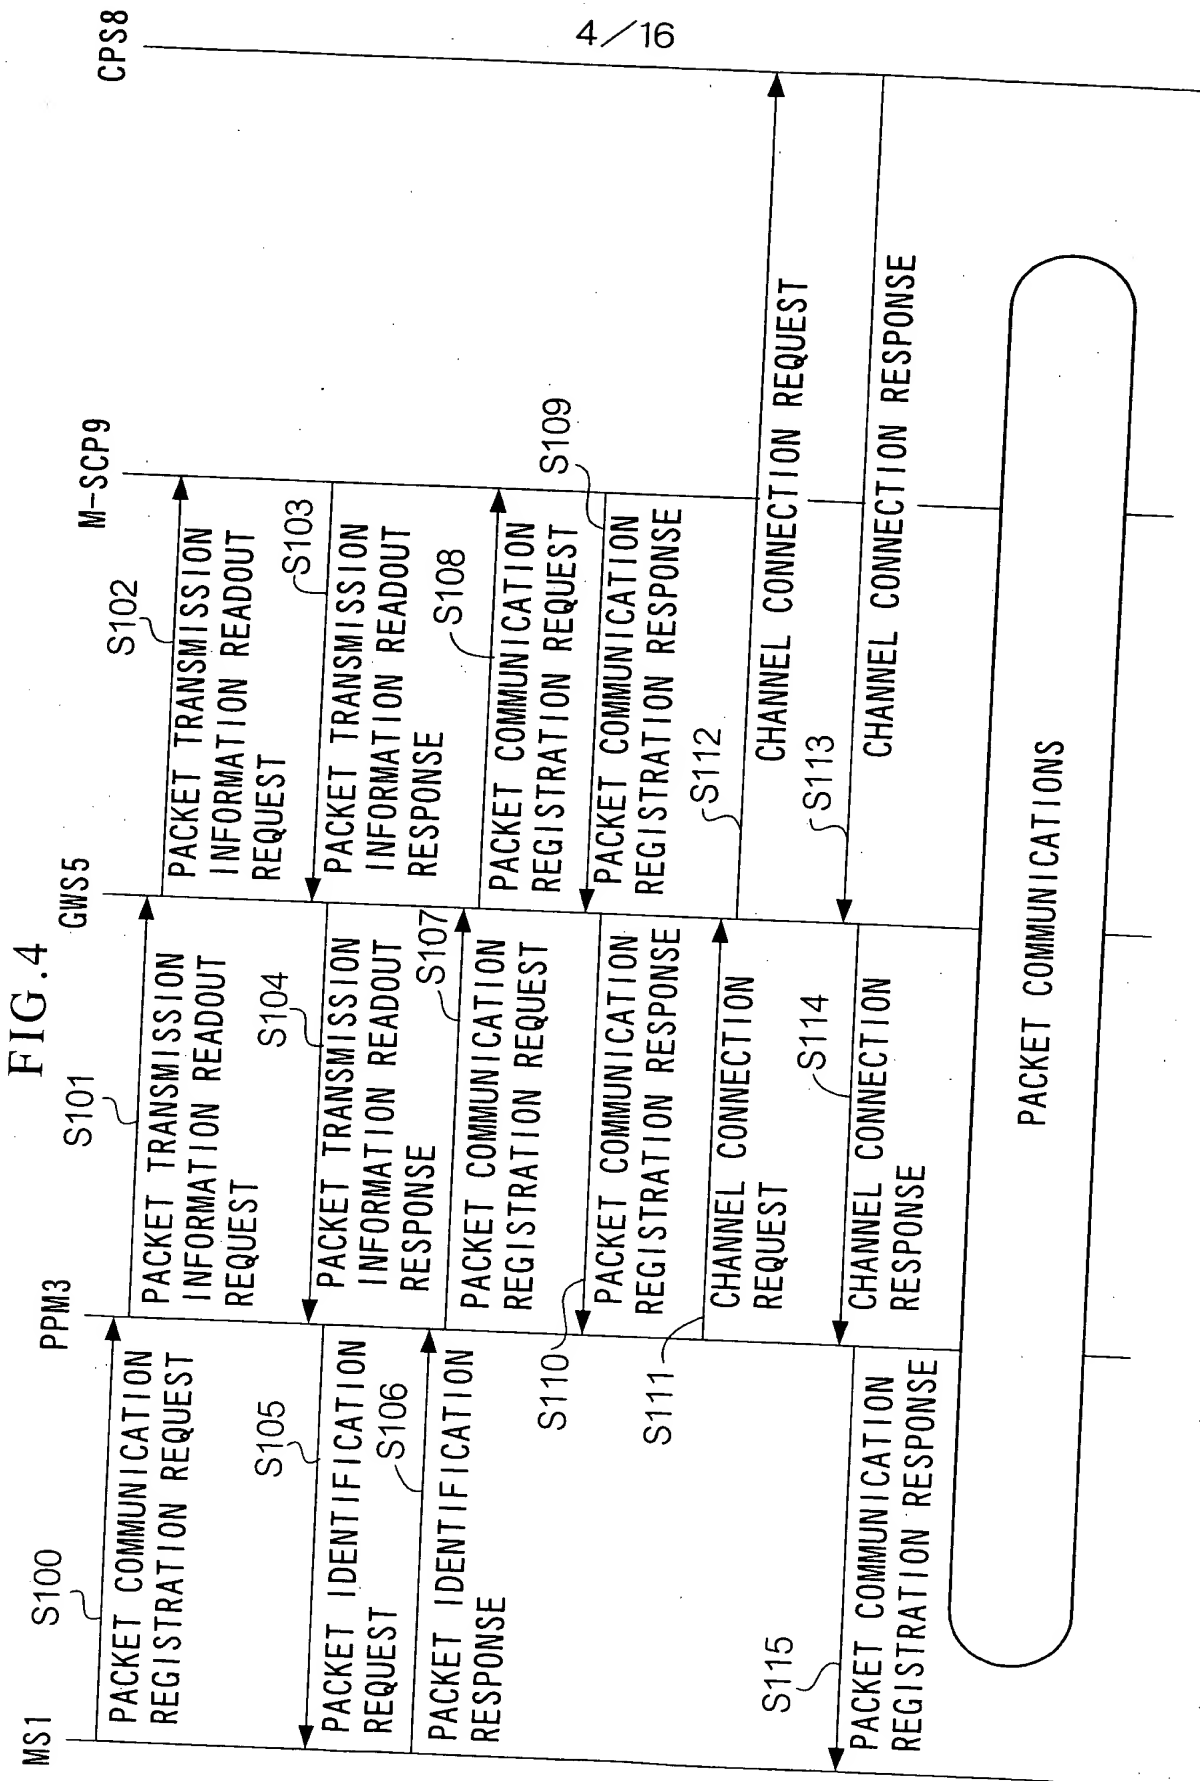 4/16
FIG.4
MS1
PPM3
GWS5
M-SCP9
CPS8
S100
PACKET COMMUNICATION
REGISTRATION REQUEST
S101
PACKET TRANSMISSION
INFORMATION READOUT
REQUEST
S102
PACKET TRANSMISSION
INFORMATION READOUT
REQUEST
S103
PACKET TRANSMISSION
INFORMATION READOUT
RESPONSE
S104
PACKET TRANSMISSION
INFORMATION READOUT
RESPONSE
S105
PACKET IDENTIFICATION
REQUEST
S106
PACKET IDENTIFICATION
RESPONSE
S107
PACKET COMMUNICATION
REGISTRATION REQUEST
S108
PACKET COMMUNICATION
REGISTRATION REQUEST
S109
PACKET COMMUNICATION
REGISTRATION RESPONSE
S110
PACKET COMMUNICATION
REGISTRATION RESPONSE
S111
CHANNEL CONNECTION
REQUEST
S112
CHANNEL CONNECTION REQUEST
S113
CHANNEL CONNECTION RESPONSE
S114
CHANNEL CONNECTION
RESPONSE
S115
PACKET COMMUNICATION
REGISTRATION RESPONSE
PACKET COMMUNICATIONS